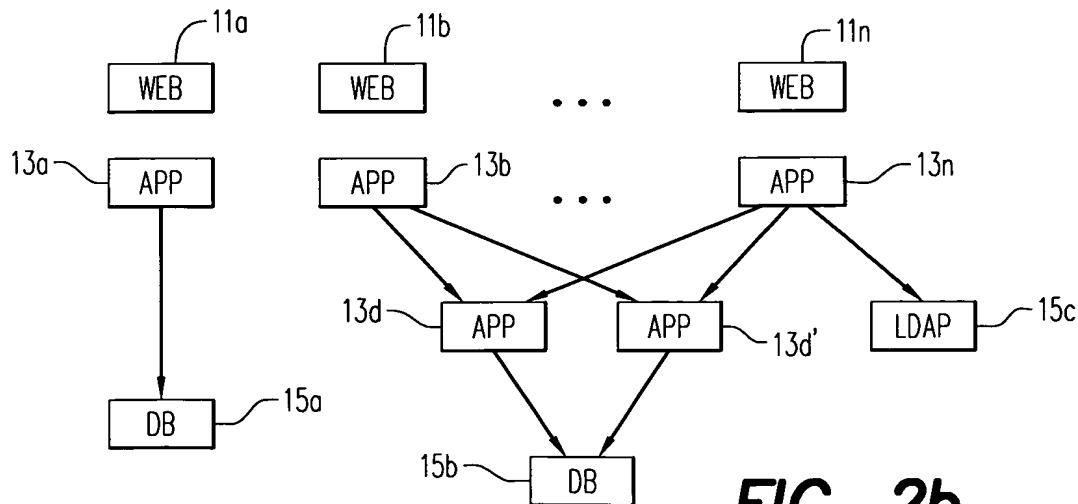 11a 11b 11n
WEB WEB ... WEB
13a APP APP 13b ... APP 13n
13d APP APP 13d' LDAP 15c
DB 15a
15b DB
FIG. 2b